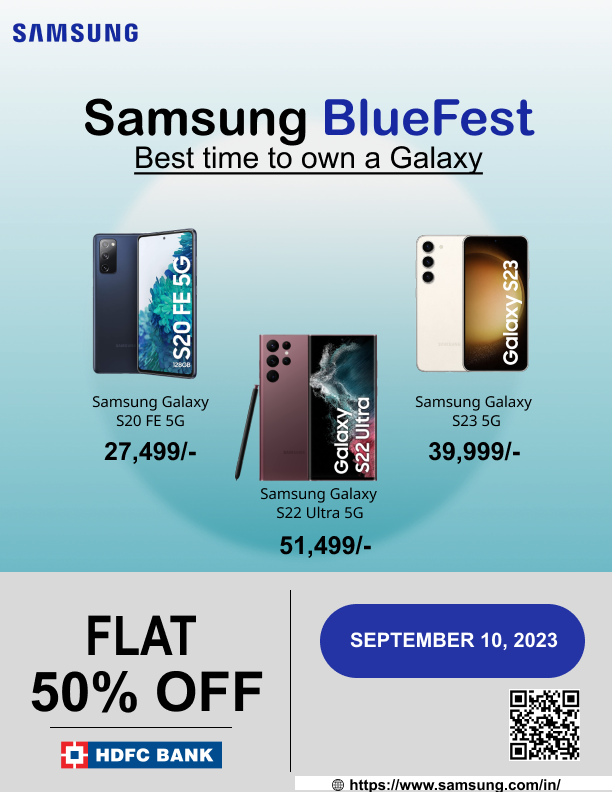 SAMSUNG
Samsung BlueFest
Best time to own a Galaxy
S20 FE 5G
128GB
Galaxy S23
Samsung Galaxy
S20 FE 5G
27,499/-
Galaxy
S22 Ultra
Samsung Galaxy
S23 5G
39,999/-
Samsung Galaxy
S22 Ultra 5G
51,499/-
FLAT
50% OFF
HDFC BANK
SEPTEMBER 10, 2023
https://www.samsung.com/in/